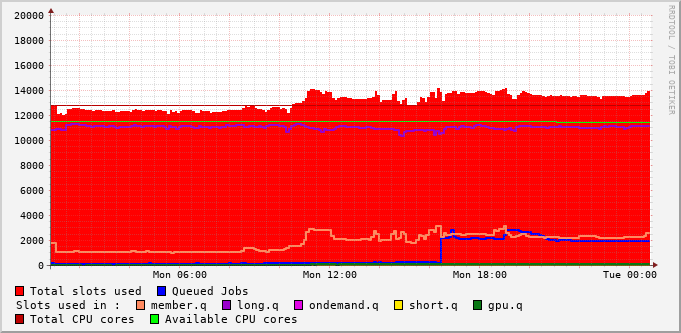 RRDTOOL / TOBI OETIKER
20000
18000
16000
14000
12000
10000
8000
6000
4000
2000
0
Mon 06:00 Mon 12:00 Mon 18:00 Tue 00:00
Total slots used Queued Jobs
Slots used in : member.q long.q ondemand.q short.q gpu.q
Total CPU cores Available CPU cores